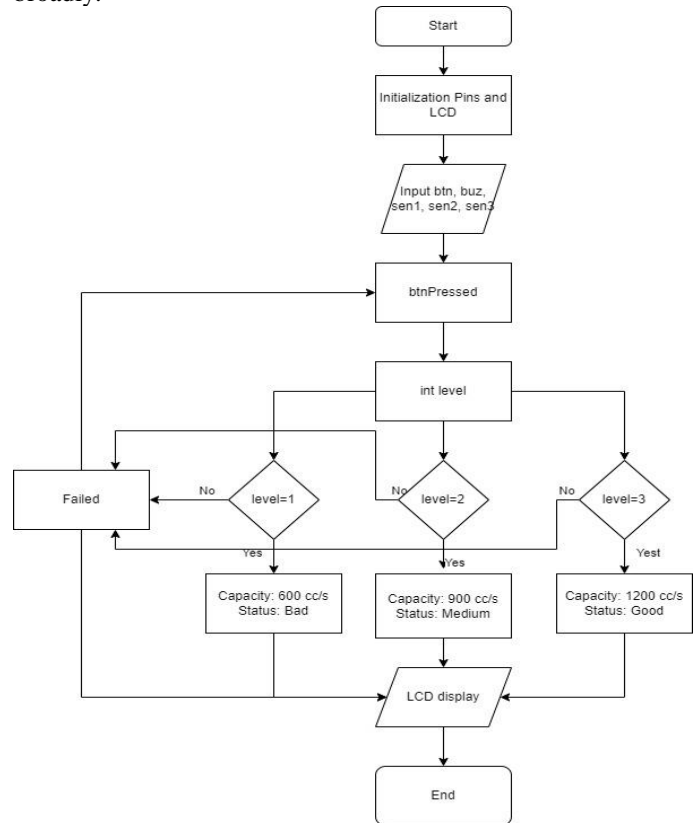 Start
Initialization Pins and
LCD
Input btn, buz,
sen1, sen2, sen3
btnPressed
int level
Failed
No
level=1
No
level=2
No
level=3
Yes
Yes
Yest
Capacity: 600 cc/s
Status: Bad
Capacity: 900 cc/s
Status: Medium
Capacity: 1200 cc/s
Status: Good
LCD display
End